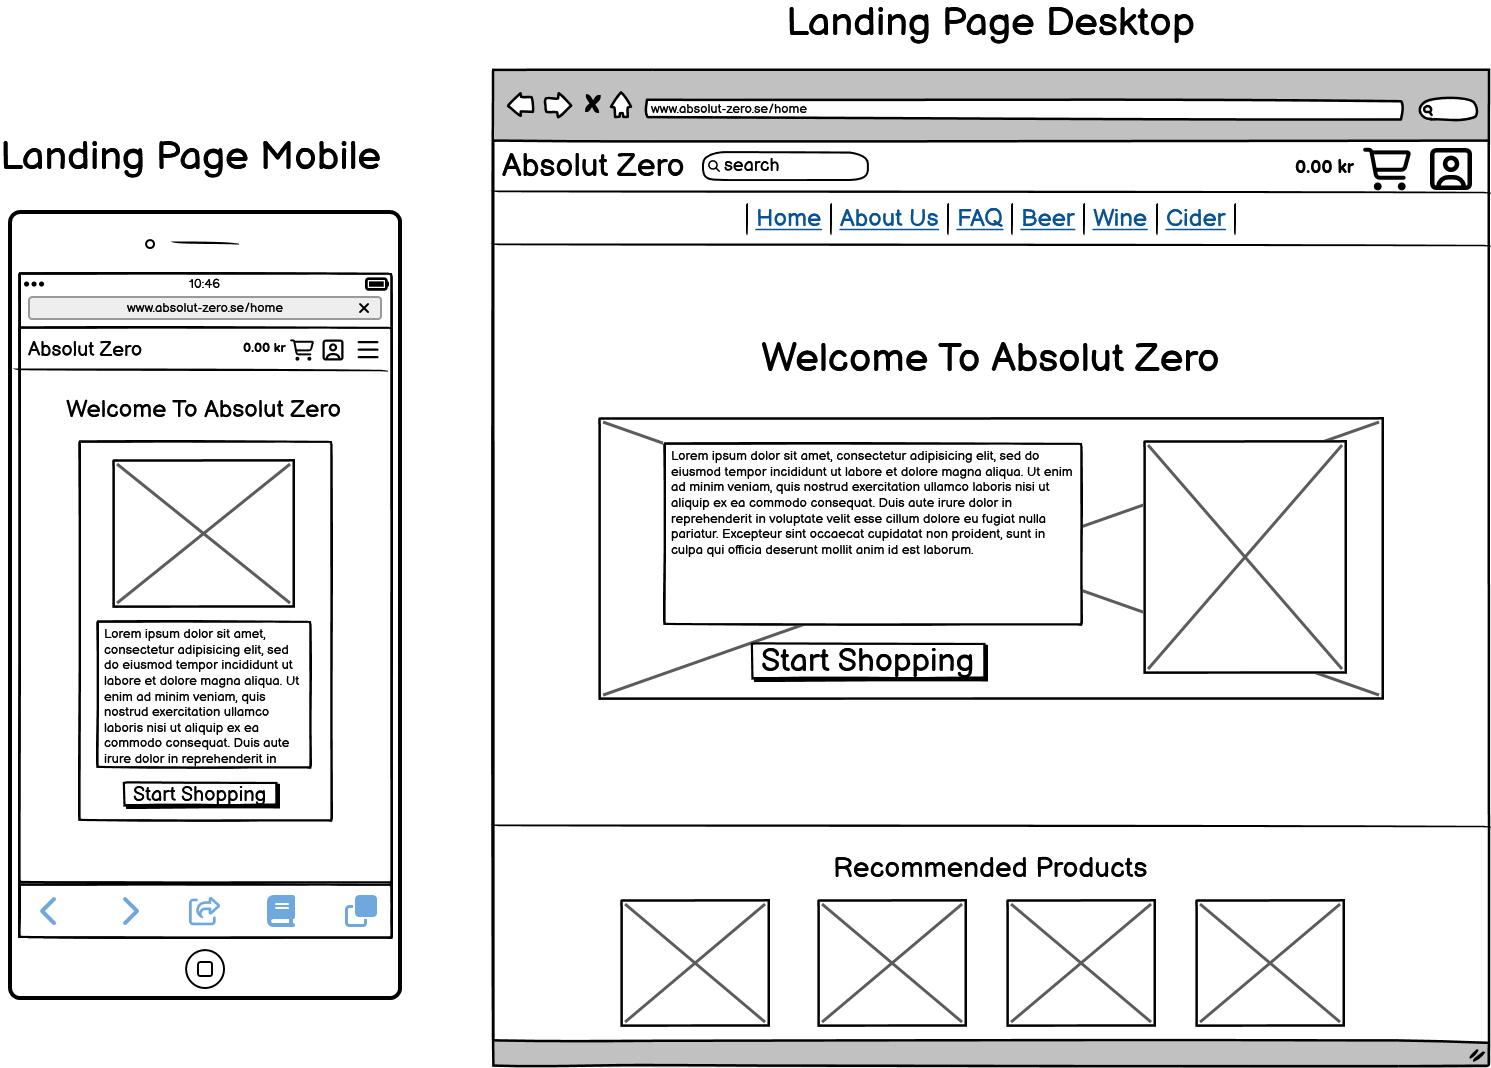 Landing Page Desktop
www.absolut-zero.se/home
Absolut Zero
search
0.00 kr
Home
About Us
FAQ
Beer
Wine
Cider
Welcome To Absolut Zero
Lorem ipsum dolor sit amet, consectetur adipisicing elit, sed do
eiusmod tempor incididunt ut labore et dolore magna aliqua. Ut enim
ad minim veniam, quis nostrud exercitation ullamco laboris nisi ut
aliquip ex ea commodo consequat. Duis aute irure dolor in
reprehenderit in voluptate velit esse cillum dolore eu fugiat nulla
pariatur. Excepteur sint occaecat cupidatat non proident, sunt in
culpa qui officia deserunt mollit anim id est laborum.
Start Shopping
Recommended Products
Landing Page Mobile
10:46
www.absolut-zero.se/home
Absolut Zero
0.00 kr
Welcome To Absolut Zero
Lorem ipsum dolor sit amet,
consectetur adipisicing elit, sed
do eiusmod tempor incididunt ut
labore et dolore magna aliqua. Ut
enim ad minim veniam, quis
nostrud exercitation ullamco
laboris nisi ut aliquip ex ea
commodo consequat. Duis aute
irure dolor in reprehenderit in
Start Shopping